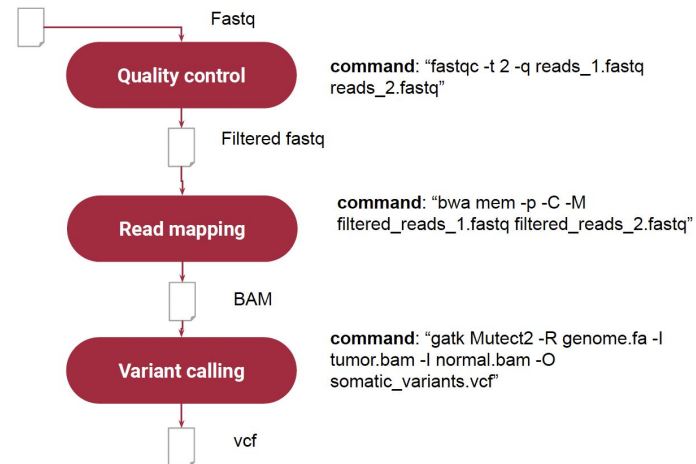 Fastq
Quality control
command: “fastqc -t 2 -q reads_1.fastq
reads_2.fastq”
Filtered fastq
Read mapping
command: “bwa mem -p -C -M
filtered_reads_1.fastq filtered_reads_2.fastq”
BAM
Variant calling
command: “gatk Mutect2 -R genome.fa -I
tumor.bam -I normal.bam -O
somatic_variants.vcf”
vcf